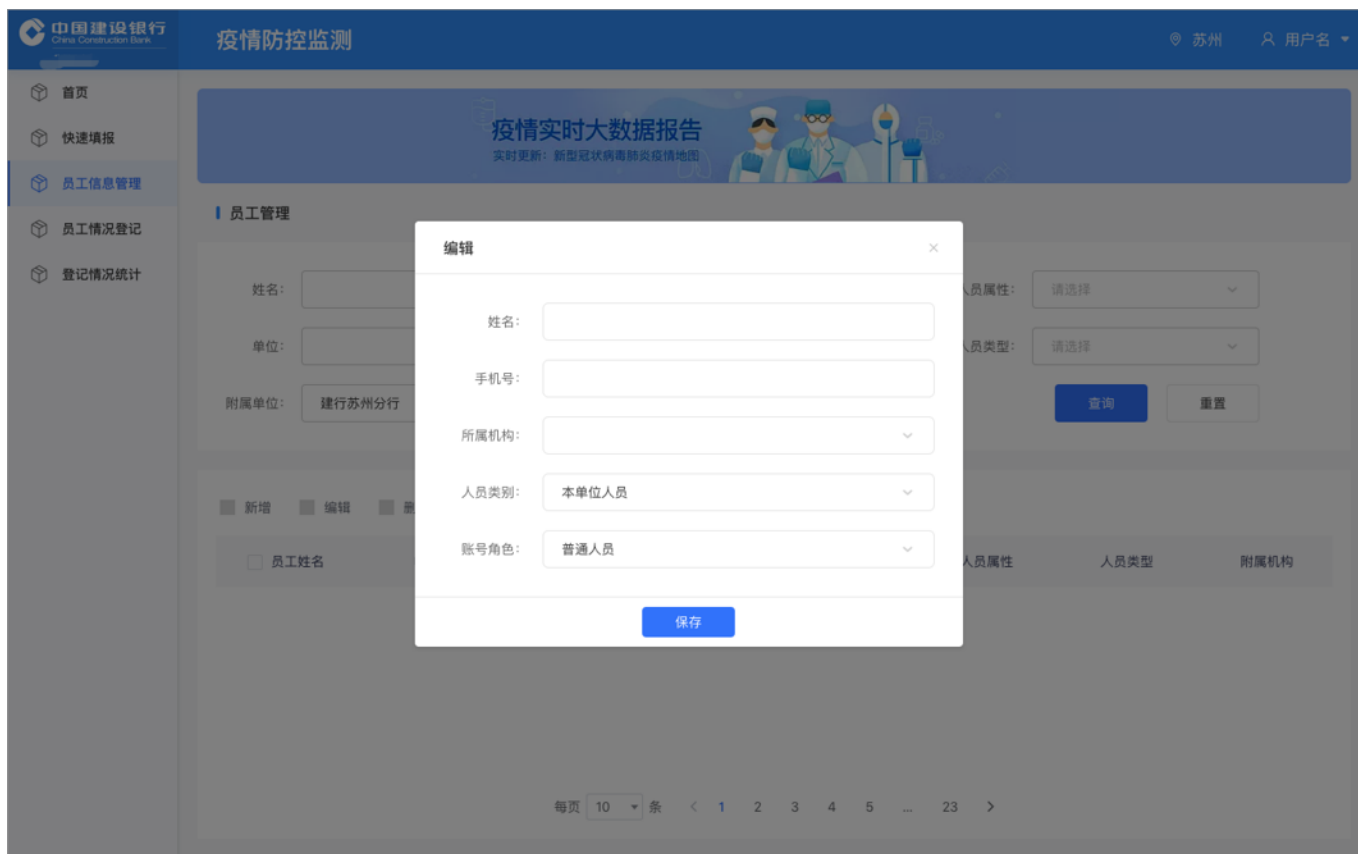 中国建设银行
China Construction Bank
疫情防控监测
苏州
用户名
首页
快速填报
员工信息管理
员工情况登记
登记情况统计
疫情实时大数据报告
实时更新：新型冠状病毒肺炎疫情地图
员工管理
姓名：
人员属性： 请选择
单位：
人员类型： 请选择
附属单位： 建行苏州分行
查询 重置
编辑
姓名：
手机号：
所属机构：
人员类别： 本单位人员
账号角色： 普通人员
保存
新增 编辑 删
员工姓名 人员属性 人员类型 附属机构
每页 10 条 < 1 2 3 4 5 ... 23 >